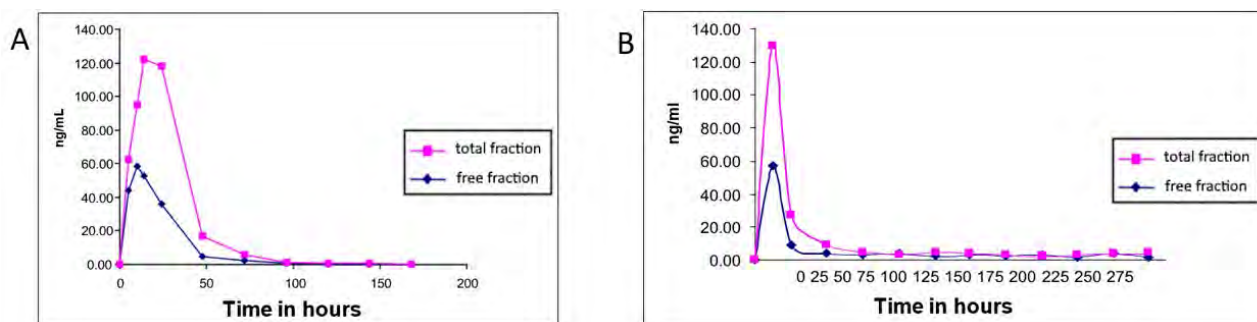 A
140.00
120.00
100.00
80.00
60.00
40.00
20.00
0.00
ng/mL
0 50 100 150 200
Time in hours
total fraction
free fraction
B
140.00
120.00
100.00
80.00
60.00
40.00
20.00
0.00
ng/ml
0 25 50 75 100 125 150 175 200 225 250 275
Time in hours
total fraction
free fraction